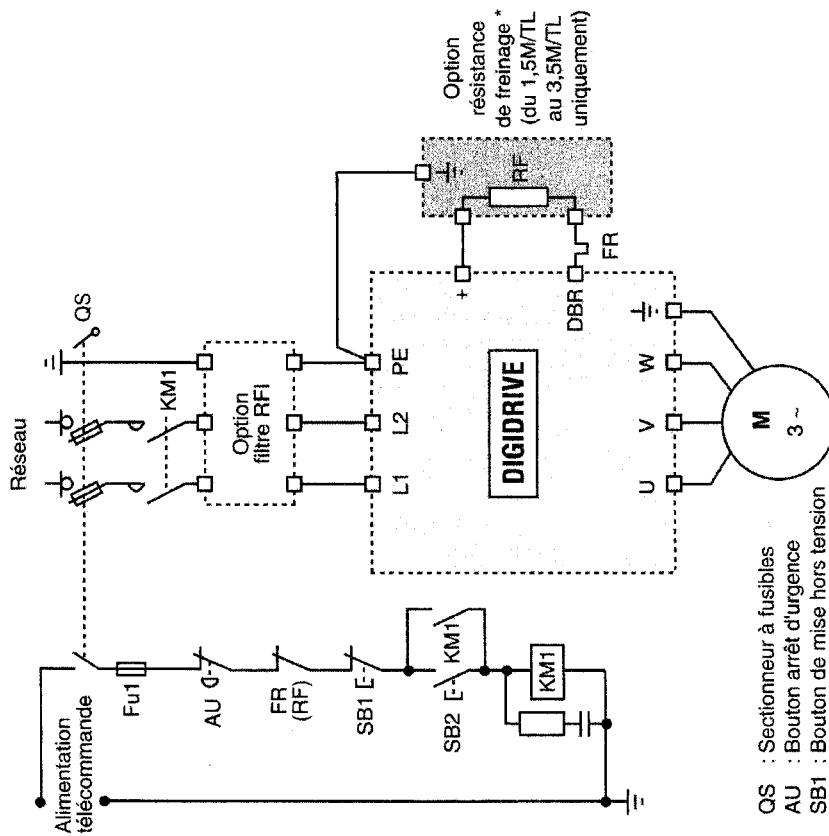 Réseau
QS
KM1
Option
filtre RFI
L1
L2
PE
DIGIDRIVE
+
DBR
FR
RF
Option
résistance
de freinage *
(du 1,5M/TL
au 3,5M/TL
uniquement)
U
V
W
M
3 ~
Alimentation
télécommande
Fu1
AU
FR
(RF)
SB1
SB2
KM1
KM1
QS : Sectionneur à fusibles
AU : Bouton arrêt d'urgence
SB1 : Bouton de mise hors tension